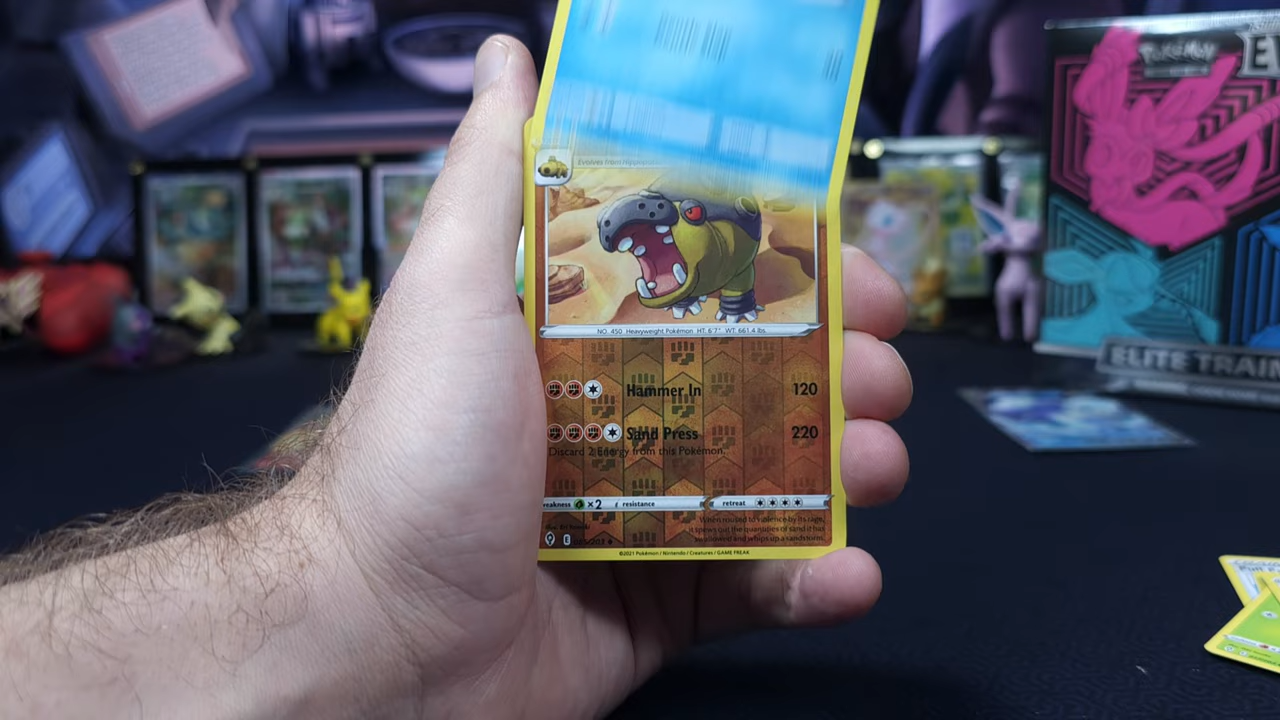 Pokémon
E
Evolves from Hippopotas
NO. 450 Heavyweight Pokémon HT: 6'7" WT: 661.4 lbs.
Hammer In 120
Sand Press 220
Discard 2 Energy from this Pokémon.
weakness ×2 resistance retreat
When roused to violence by its rage,
it spews out the quantities of sand it has
swallowed and whips up a sandstorm.
E /203
©2021 Pokémon / Nintendo / Creatures / GAME FREAK
ELITE TRAIN